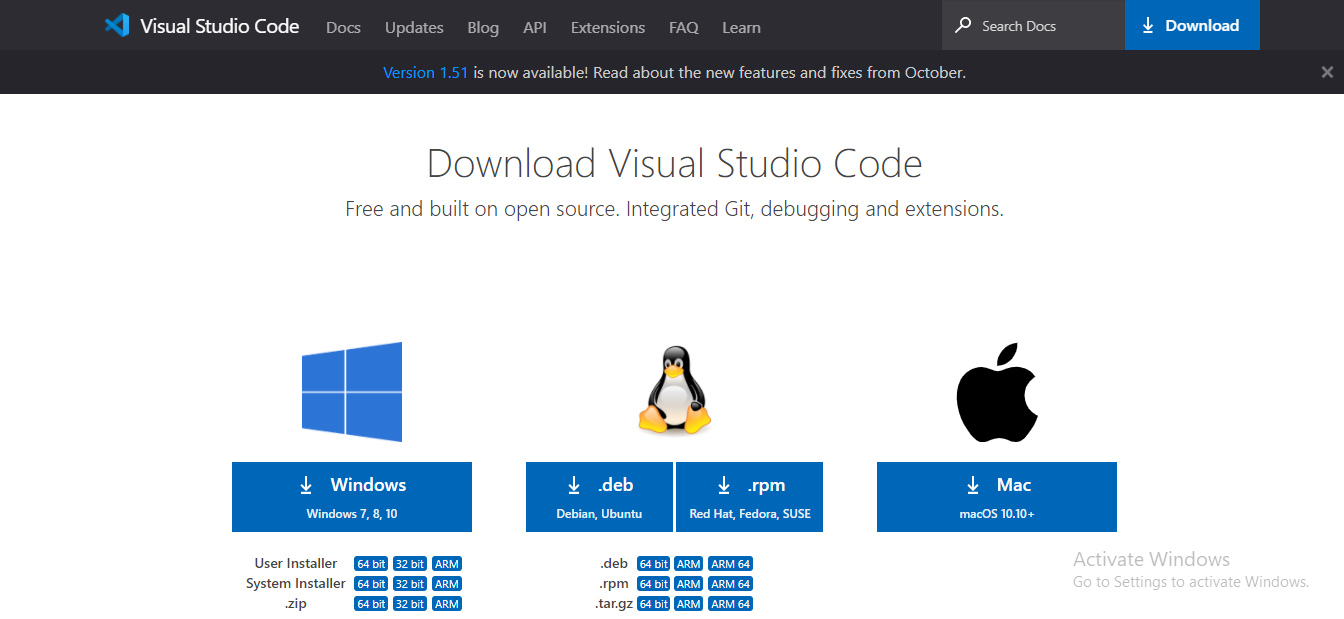 Visual Studio Code Docs Updates Blog API Extensions FAQ Learn Search Docs Download
Version 1.51 is now available! Read about the new features and fixes from October.
Download Visual Studio Code
Free and built on open source. Integrated Git, debugging and extensions.
Windows
Windows 7, 8, 10
.deb
Debian, Ubuntu
.rpm
Red Hat, Fedora, SUSE
Mac
macOS 10.10+
User Installer 64 bit 32 bit ARM
System Installer 64 bit 32 bit ARM
.zip 64 bit 32 bit ARM
.deb 64 bit ARM ARM 64
.rpm 64 bit ARM ARM 64
.tar.gz 64 bit ARM ARM 64
Activate Windows
Go to Settings to activate Windows.